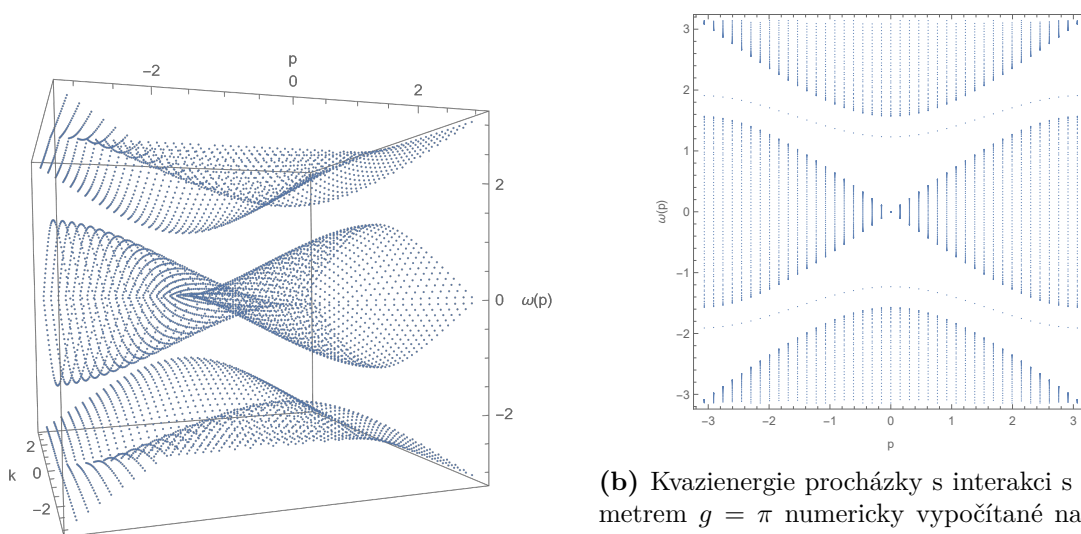 p
−2 0 2
2
0 ω(p)
−2
k 2 0 −2
3
2
1
ω(p) 0
−1
−2
−3
−3 −2 −1 0 1 2 3
p
(b) Kvazienergie procházky s interakci s
metrem g = π numericky vypočítané na